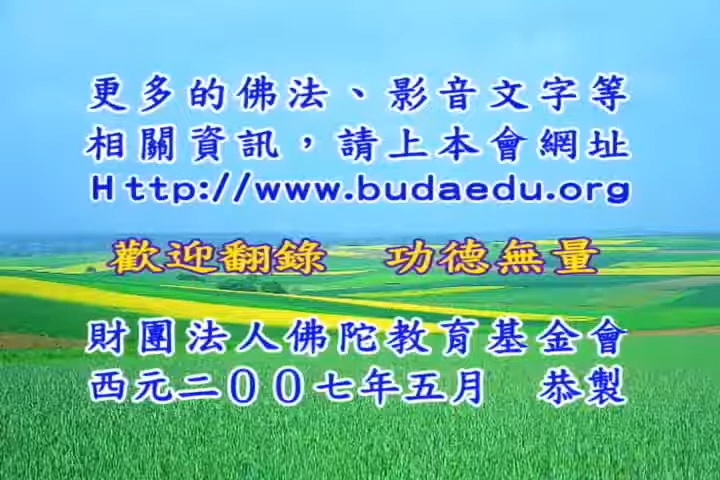 更多的佛法、影音文字等
相關資訊，請上本會網址
Http://www.budaedu.org
歡迎翻錄　功德無量
財團法人佛陀教育基金會
西元二００七年五月　恭製